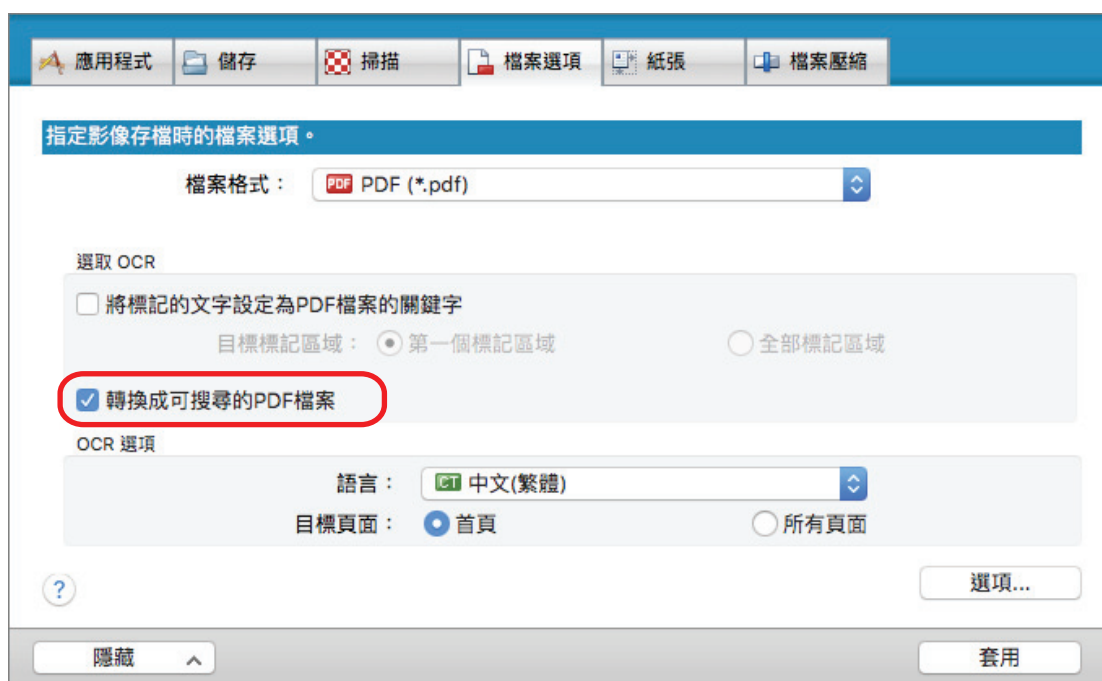 應用程式 儲存 掃描 檔案選項 紙張 檔案壓縮
指定影像存檔時的檔案選項。
檔案格式： PDF PDF (*.pdf)
選取 OCR
將標記的文字設定為PDF檔案的關鍵字
目標標記區域： 第一個標記區域 全部標記區域
轉換成可搜尋的PDF檔案
OCR 選項
語言： CT 中文(繁體)
目標頁面： 首頁 所有頁面
? 選項...
隱藏 套用